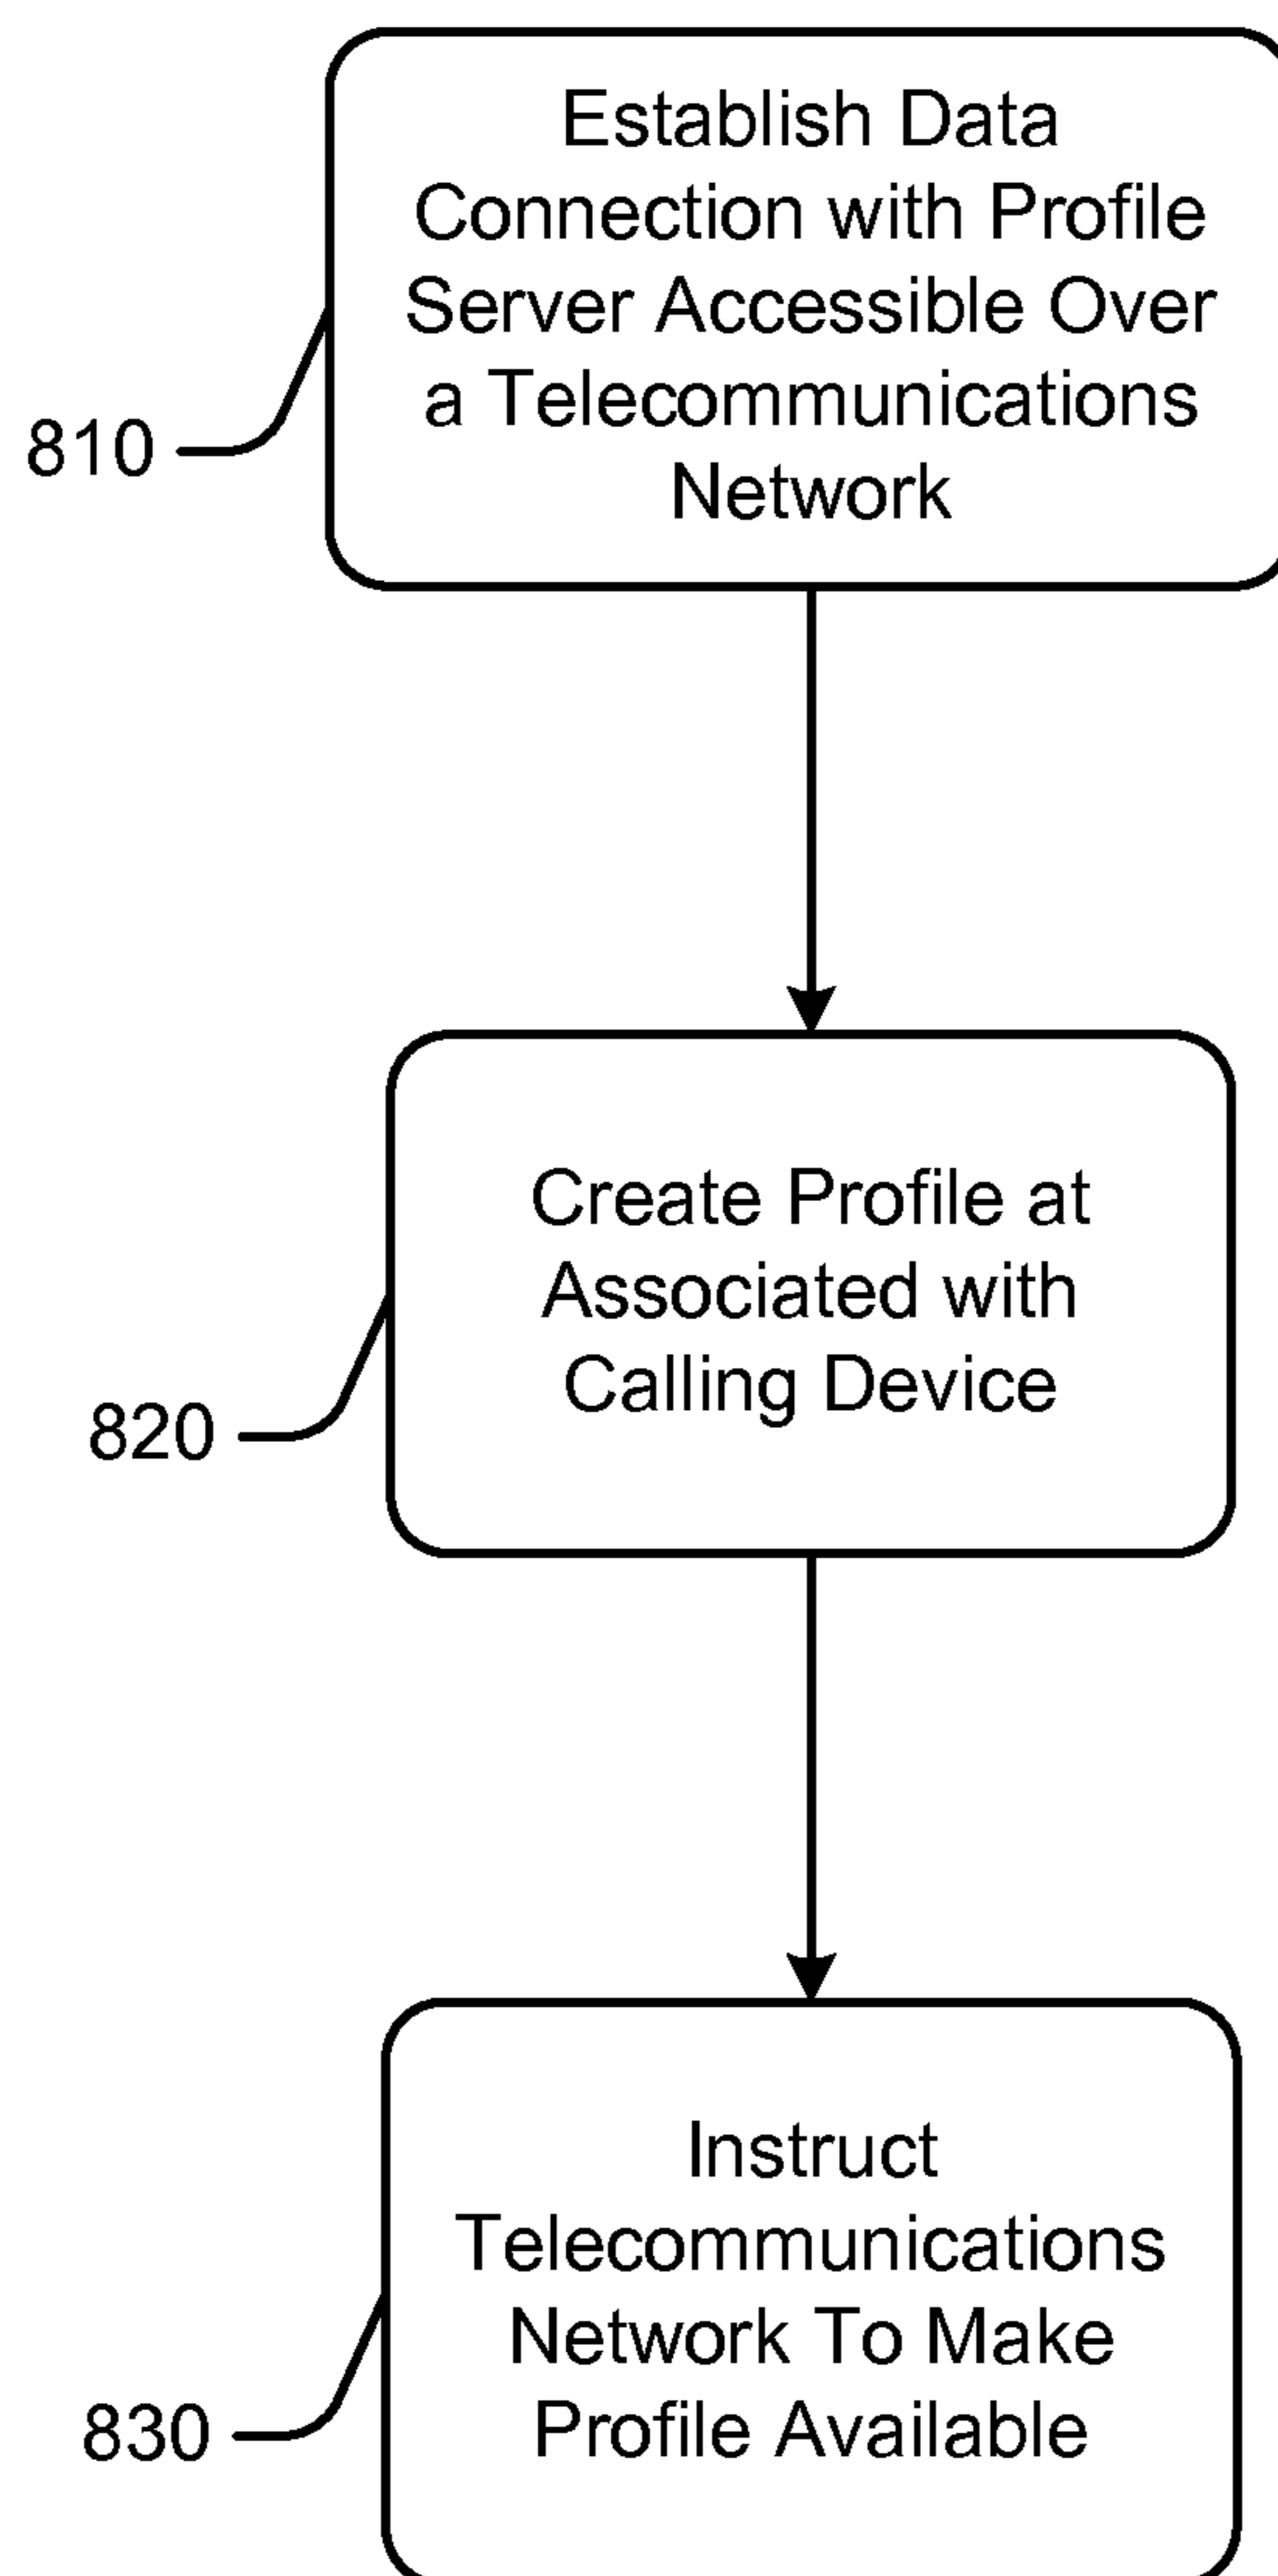 Establish Data
Connection with Profile
Server Accessible Over
a Telecommunications
Network
810
Create Profile at
Associated with
Calling Device
820
Instruct
Telecommunications
Network To Make
Profile Available
830